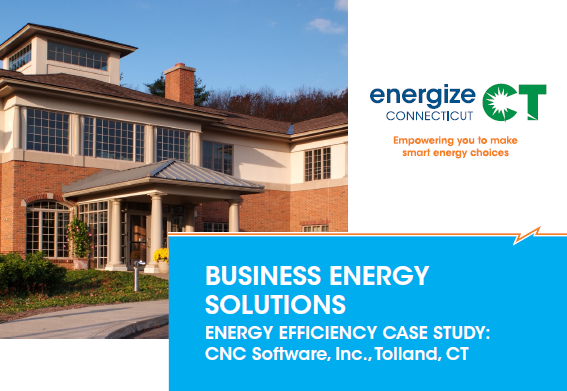 energize CT
CONNECTICUT
Empowering you to make
smart energy choices
BUSINESS ENERGY
SOLUTIONS
ENERGY EFFICIENCY CASE STUDY:
CNC Software, Inc., Tolland, CT